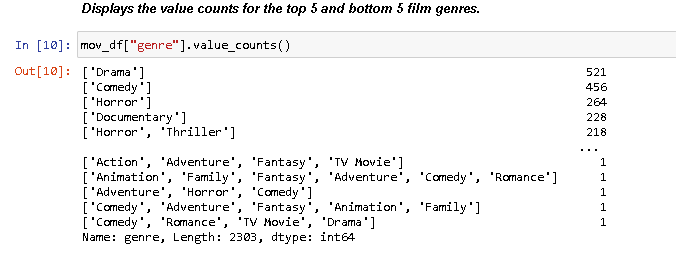 Displays the value counts for the top 5 and bottom 5 film genres.
In [10]: mov_df["genre"].value_counts()
Out[10]: ['Drama'] 521
['Comedy'] 456
['Horror'] 264
['Documentary'] 228
['Horror', 'Thriller'] 218
...
['Action', 'Adventure', 'Fantasy', 'TV Movie'] 1
['Animation', 'Family', 'Fantasy', 'Adventure', 'Comedy', 'Romance'] 1
['Adventure', 'Horror', 'Comedy'] 1
['Comedy', 'Adventure', 'Fantasy', 'Animation', 'Family'] 1
['Comedy', 'Romance', 'TV Movie', 'Drama'] 1
Name: genre, Length: 2303, dtype: int64